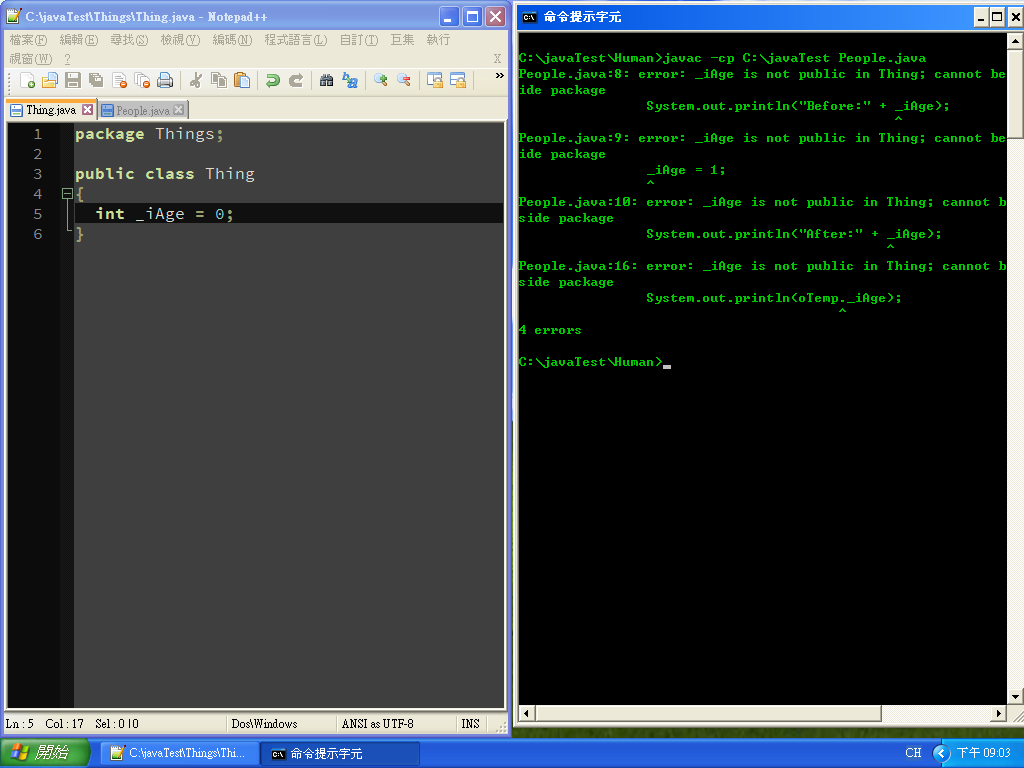 C:\javaTest\Things\Thing.java - Notepad++
檔案(F) 編輯(E) 尋找(S) 檢視(V) 編碼(N) 程式語言(L) 自訂(T) 巨集 執行
視窗(W) ? X
»
Thing.java People.java
1 package Things;
2
3 public class Thing
4 {
5 int _iAge = 0;
6 }
Ln : 5 Col : 17 Sel : 0 | 0 Dos\Windows ANSI as UTF-8 INS
命令提示字元
C:\javaTest\Human>javac -cp C:\javaTest People.java
People.java:8: error: _iAge is not public in Thing; cannot be
ide package
System.out.println("Before:" + _iAge);
^
People.java:9: error: _iAge is not public in Thing; cannot be
ide package
_iAge = 1;
^
People.java:10: error: _iAge is not public in Thing; cannot b
side package
System.out.println("After:" + _iAge);
^
People.java:16: error: _iAge is not public in Thing; cannot b
side package
System.out.println(oTemp._iAge);
^
4 errors
C:\javaTest\Human>_
開始 C:\javaTest\Things\Thi... 命令提示字元 CH 下午 09:03